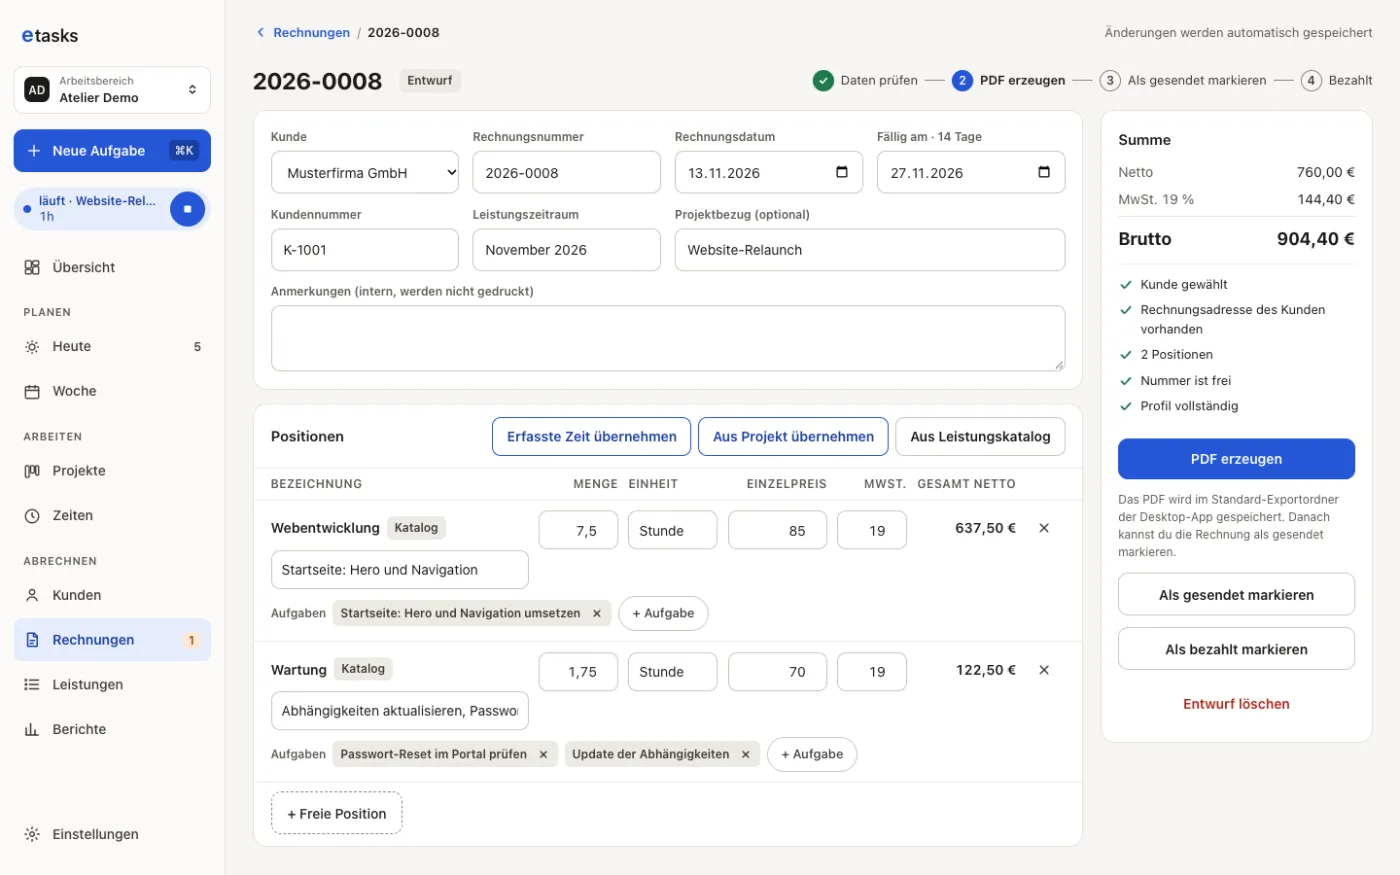 etasks
AD
Arbeitsbereich
Atelier Demo
+ Neue Aufgabe ⌘K
läuft · Website-Rel...
1h
Übersicht
PLANEN
Heute 5
Woche
ARBEITEN
Projekte
Zeiten
ABRECHNEN
Kunden
Rechnungen 1
Leistungen
Berichte
Einstellungen
Rechnungen / 2026-0008
Änderungen werden automatisch gespeichert
2026-0008 Entwurf
Daten prüfen 2 PDF erzeugen 3 Als gesendet markieren 4 Bezahlt
Kunde Rechnungsnummer Rechnungsdatum Fällig am · 14 Tage
Musterfirma GmbH 2026-0008 13.11.2026 27.11.2026
Kundennummer Leistungszeitraum Projektbezug (optional)
K-1001 November 2026 Website-Relaunch
Anmerkungen (intern, werden nicht gedruckt)
Positionen Erfasste Zeit übernehmen Aus Projekt übernehmen Aus Leistungskatalog
BEZEICHNUNG MENGE EINHEIT EINZELPREIS MWST. GESAMT NETTO
Webentwicklung Katalog 7,5 Stunde 85 19 637,50 € ×
Startseite: Hero und Navigation
Aufgaben Startseite: Hero und Navigation umsetzen × + Aufgabe
Wartung Katalog 1,75 Stunde 70 19 122,50 € ×
Abhängigkeiten aktualisieren, Passwo
Aufgaben Passwort-Reset im Portal prüfen × Update der Abhängigkeiten × + Aufgabe
+ Freie Position
Summe
Netto 760,00 €
MwSt. 19 % 144,40 €
Brutto 904,40 €
Kunde gewählt
Rechnungsadresse des Kunden
vorhanden
2 Positionen
Nummer ist frei
Profil vollständig
PDF erzeugen
Das PDF wird im Standard-Exportordner
der Desktop-App gespeichert. Danach
kannst du die Rechnung als gesendet
markieren.
Als gesendet markieren
Als bezahlt markieren
Entwurf löschen